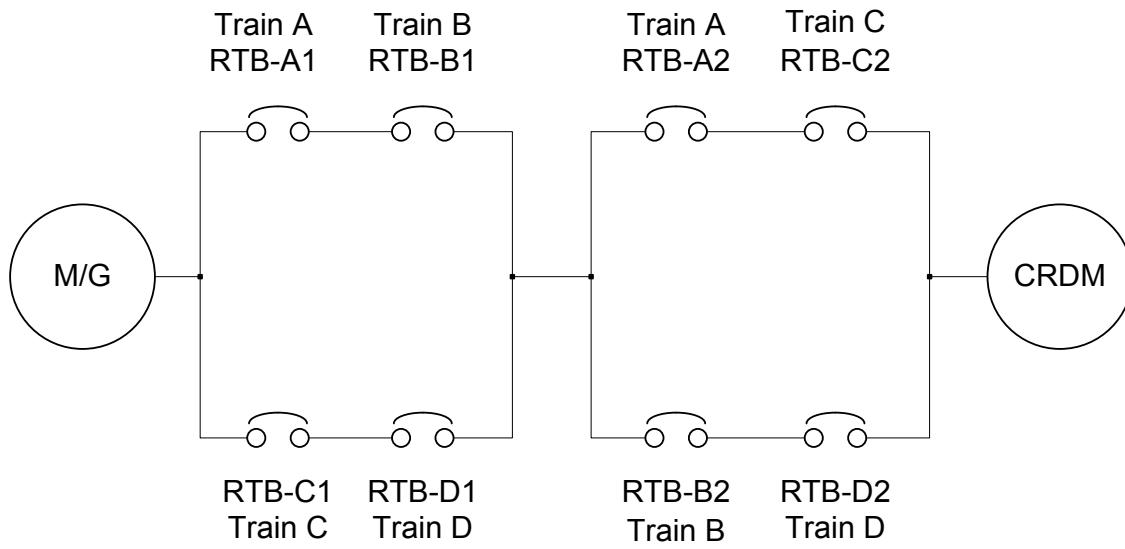 Train A
RTB-A1
Train B
RTB-B1
Train A
RTB-A2
Train C
RTB-C2
M/G
CRDM
RTB-C1
Train C
RTB-D1
Train D
RTB-B2
Train B
RTB-D2
Train D